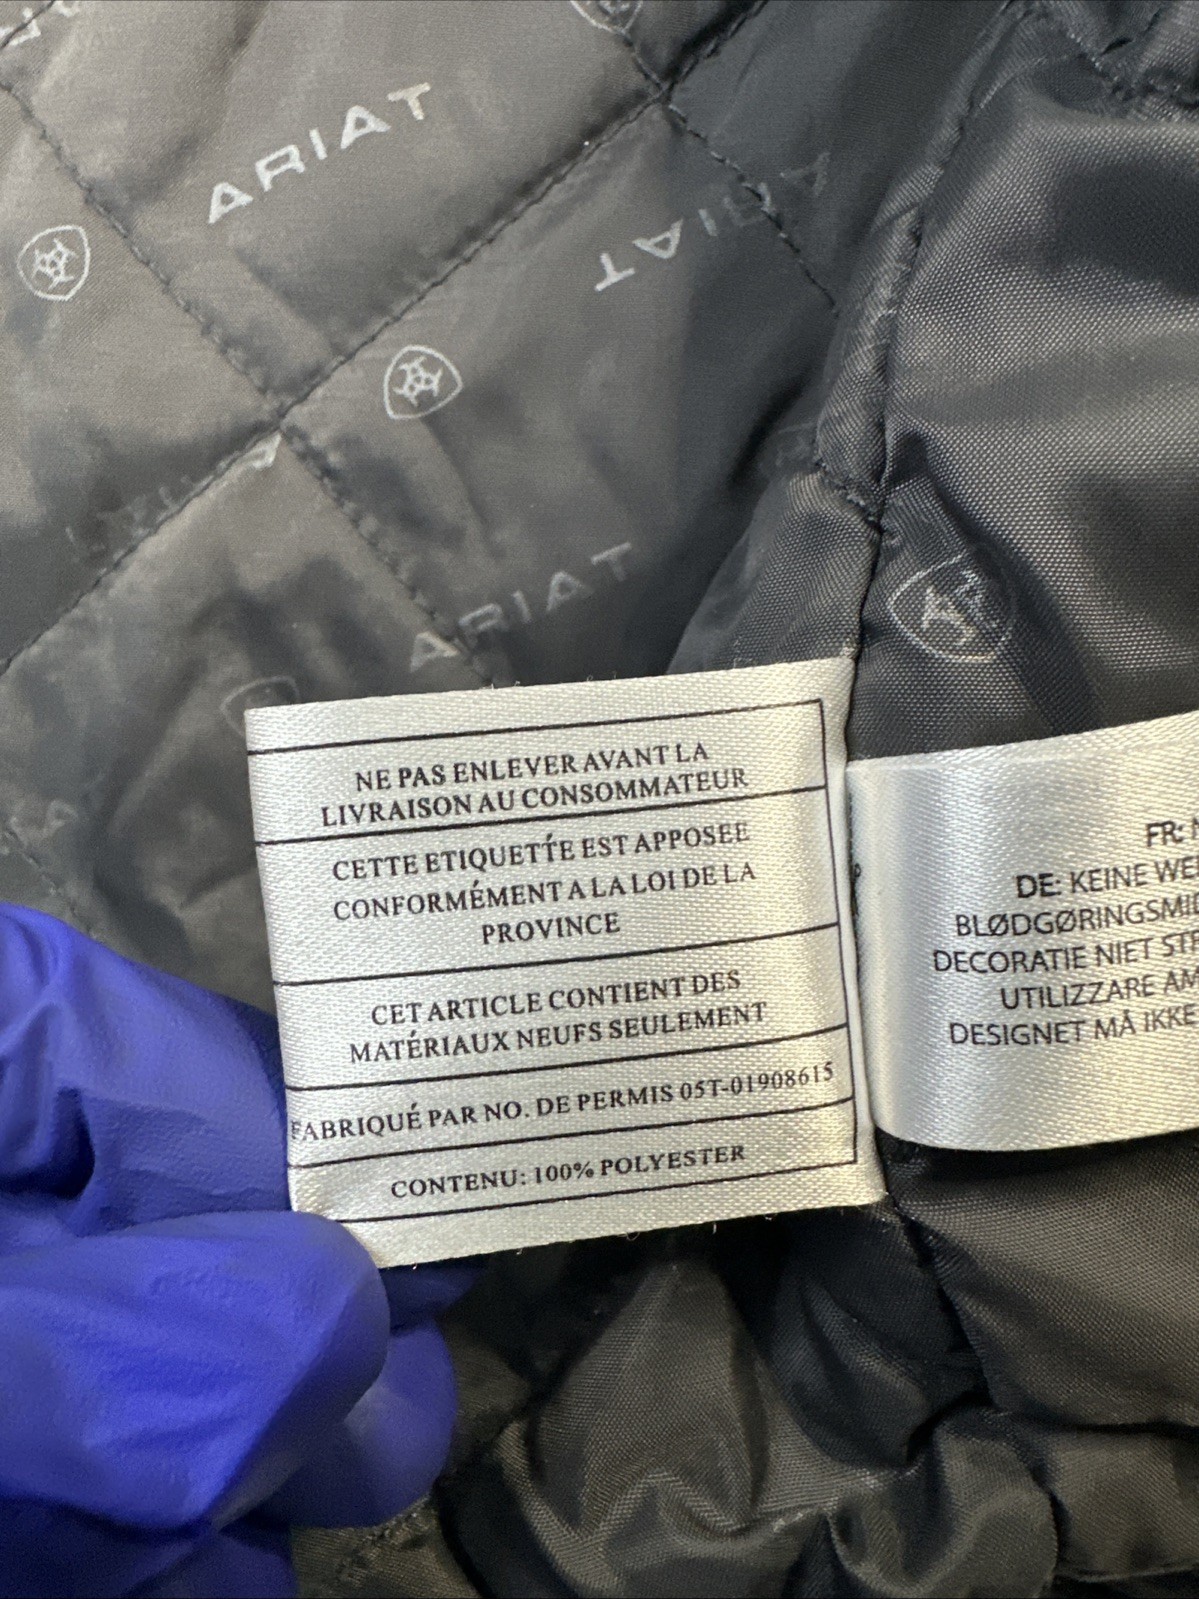 ARIAT
ARIAT
ARIAT
NE PAS ENLEVER AVANT LA
LIVRAISON AU CONSOMMATEUR
CETTE ETIQUETTÉ EST APPOSEE
CONFORMÉMENT A LA LOI DE LA
PROVINCE
CET ARTICLE CONTIENT DES
MATÉRIAUX NEUFS SEULEMENT
FABRIQUÉ PAR NO. DE PERMIS 05T-01908615
CONTENU: 100% POLYESTER
FR:
DE: KEINE
BLØDGØRINGSMI
DECORATIE NIET
UTILIZZARE
DESIGNET MÅ IKKE